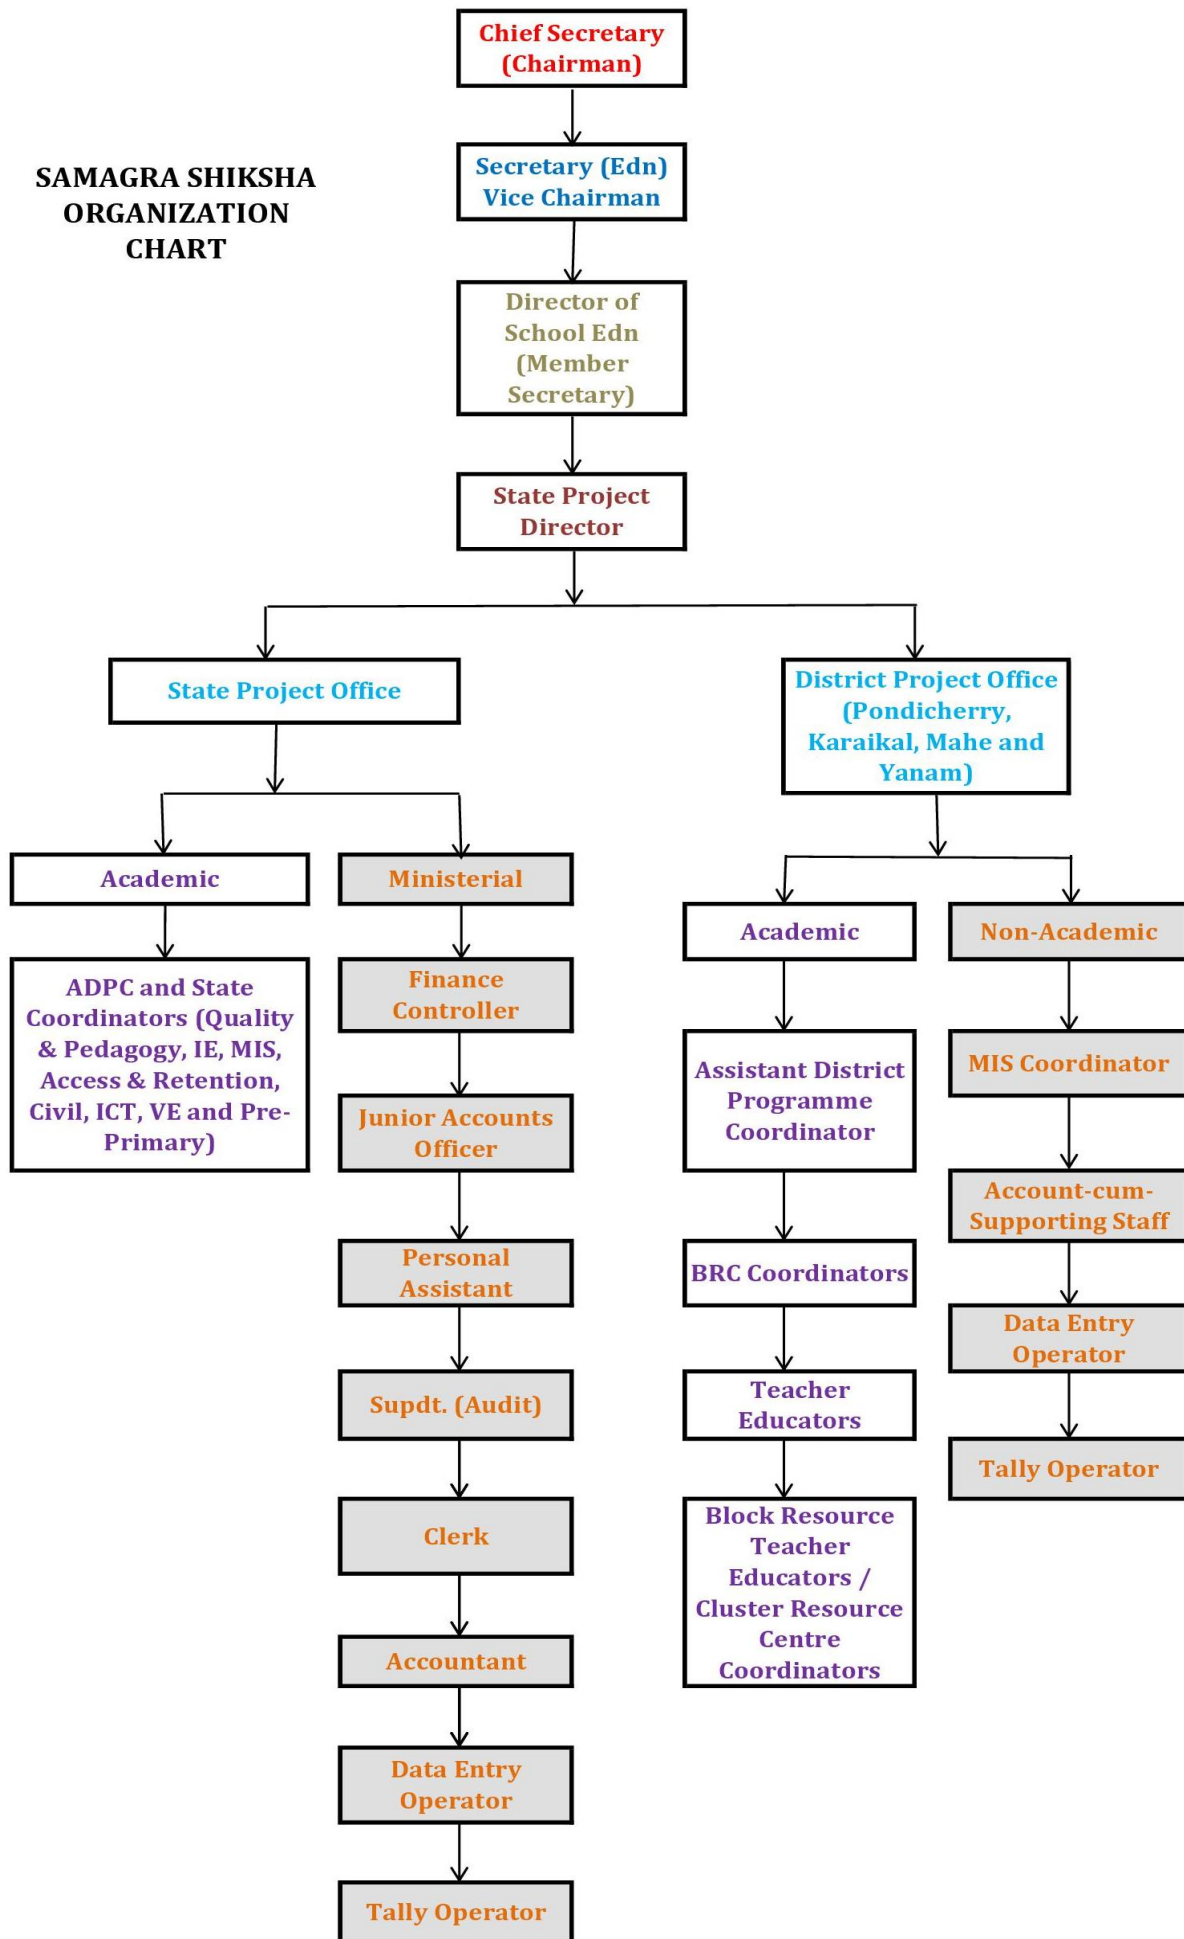 Chief Secretary
(Chairman)
SAMAGRA SHIKSHA
ORGANIZATION
CHART
Secretary (Edn)
Vice Chairman
Director of
School Edn
(Member
Secretary)
State Project
Director
State Project Office
District Project Office
(Pondicherry,
Karaikal, Mahe and
Yanam)
Academic
ADPC and State
Coordinators (Quality
& Pedagogy, IE, MIS,
Access & Retention,
Civil, ICT, VE and Pre-
Primary)
Ministerial
Finance
Controller
Junior Accounts
Officer
Personal
Assistant
Supdt. (Audit)
Clerk
Accountant
Data Entry
Operator
Tally Operator
Academic
Assistant District
Programme
Coordinator
BRC Coordinators
Teacher
Educators
Block Resource
Teacher
Educators /
Cluster Resource
Centre
Coordinators
Non-Academic
MIS Coordinator
Account-cum-
Supporting Staff
Data Entry
Operator
Tally Operator